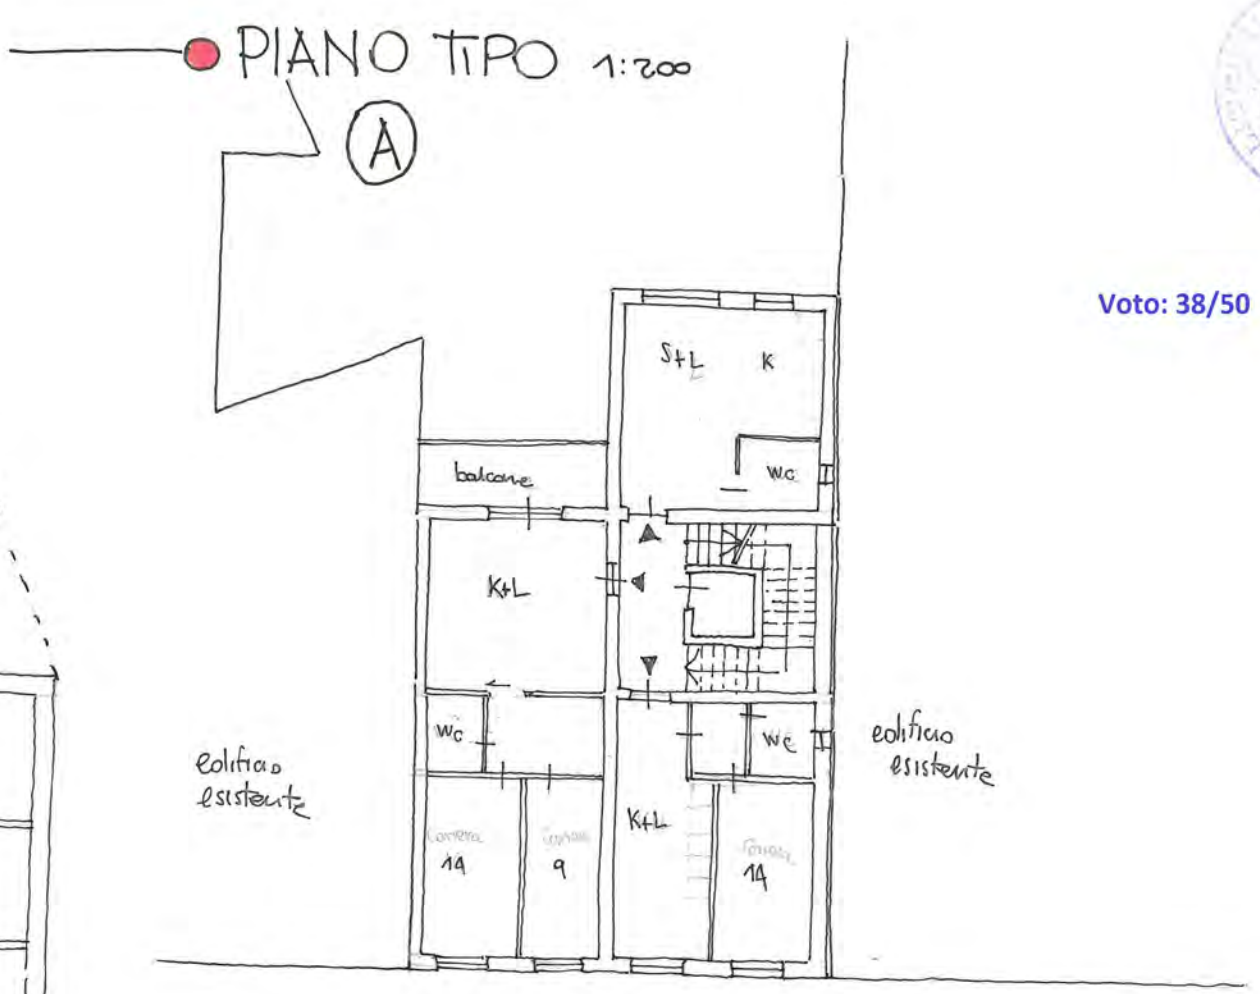 PIANO TIPO 1:200
A
Voto: 38/50
S+L K
balcone
WC
K+L
WC
WC
edificio
esistente
edificio
esistente
K+L
camera
14
9
14